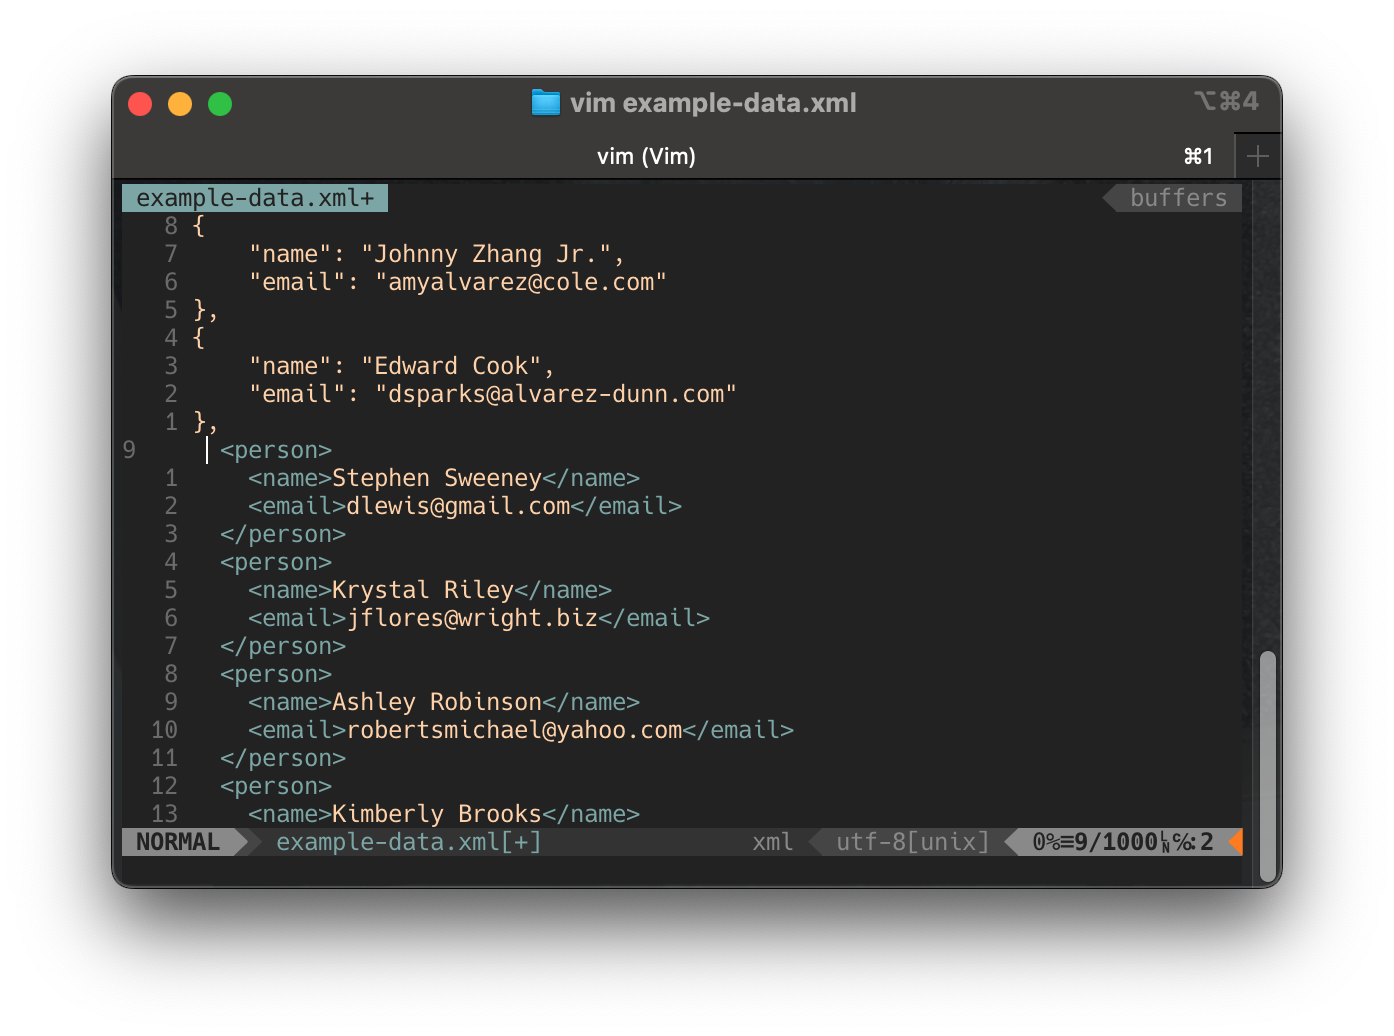 vim example-data.xml ⌥⌘4
vim (Vim) ⌘1 +
example-data.xml+ buffers
8 {
7     "name": "Johnny Zhang Jr.",
6     "email": "amyalvarez@cole.com"
5 },
4 {
3     "name": "Edward Cook",
2     "email": "dsparks@alvarez-dunn.com"
1 },
9   <person>
1     <name>Stephen Sweeney</name>
2     <email>dlewis@gmail.com</email>
3   </person>
4   <person>
5     <name>Krystal Riley</name>
6     <email>jflores@wright.biz</email>
7   </person>
8   <person>
9     <name>Ashley Robinson</name>
10     <email>robertsmichael@yahoo.com</email>
11   </person>
12   <person>
13     <name>Kimberly Brooks</name>
NORMAL example-data.xml[+] xml utf-8[unix] 0%≡9/1000␤℅:2